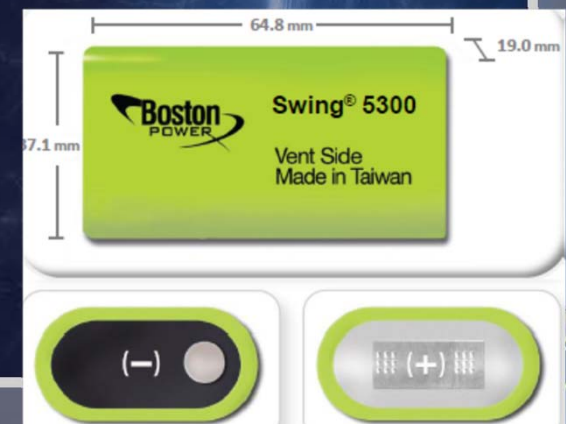 64.8 mm
19.0 mm
Boston
POWER
Swing® 5300
37.1 mm
Vent Side
Made in Taiwan
(–)
(+)